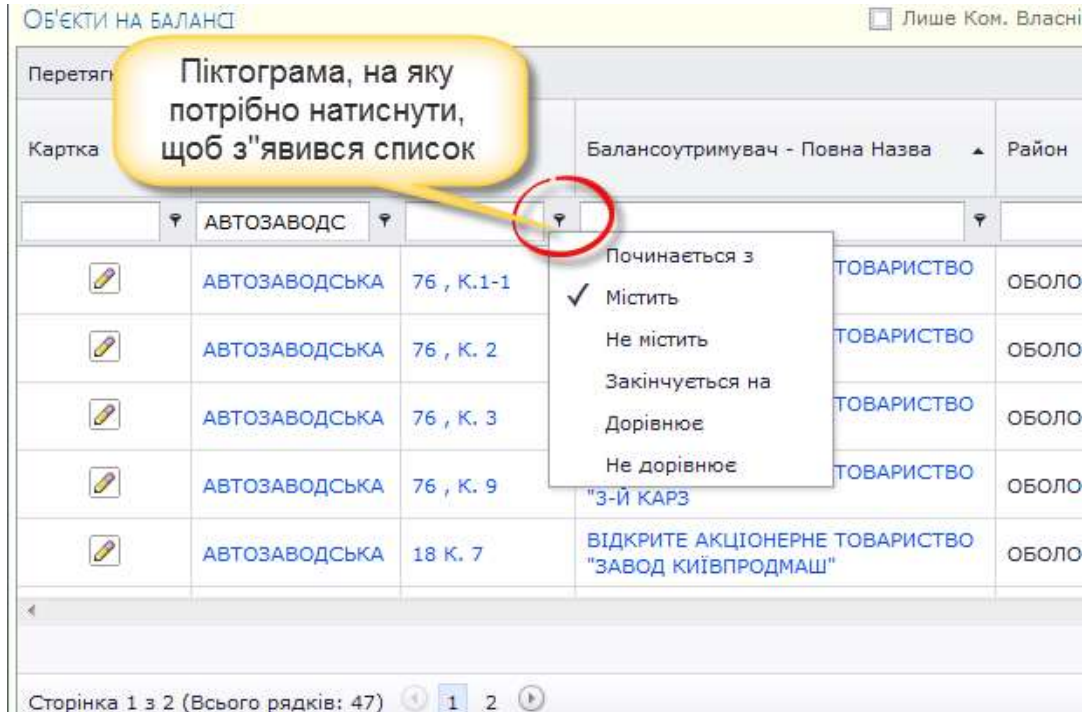 ОБ'ЄКТИ НА БАЛАНСІ
Лише Ком. Власні
Перетягн
Піктограма, на яку
потрібно натиснути,
щоб з"явився список
Картка
Балансоутримувач - Повна Назва
Район
АВТОЗАВОДС
Починається з
Містить
Не містить
Закінчується на
Дорівнює
Не дорівнює
АВТОЗАВОДСЬКА 76 , К.1-1 ТОВАРИСТВО ОБОЛО
АВТОЗАВОДСЬКА 76 , К. 2 ТОВАРИСТВО ОБОЛО
АВТОЗАВОДСЬКА 76 , К. 3 ТОВАРИСТВО ОБОЛО
АВТОЗАВОДСЬКА 76 , К. 9 ТОВАРИСТВО ОБОЛО
"3-Й КАРЗ
АВТОЗАВОДСЬКА 18 К. 7 ВІДКРИТЕ АКЦІОНЕРНЕ ТОВАРИСТВО ОБОЛО
"ЗАВОД КИЇВПРОДМАШ"
Сторінка 1 з 2 (Всього рядків: 47) 1 2